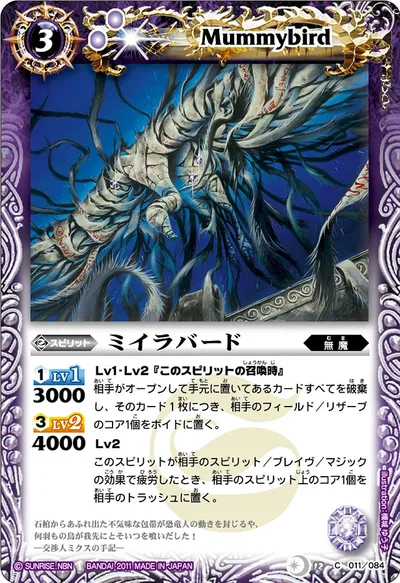 3
Mummybird
スピリット
ミイラバード
無魔
1 LV1
3000
3 LV2
4000
Lv1・Lv2『このスピリットの召喚時』
相手がオープンして手元に置いてあるカードすべてを破棄
し、そのカード1枚につき、相手のフィールド/リザーブ
のコア1個をボイドに置く。
Lv2
このスピリットが相手のスピリット/ブレイヴ/マジック
の効果で疲労したとき、相手のスピリット上のコア1個を
相手のトラッシュに置く。
石棺からあふれ出た不気味な包帯が恐竜人の動きを封じるや、
何羽もの鳥が我先にとそいつを喰いだした!
―交渉人ミクスの手記―
© SUNRISE・NBN BANDAI 2011 MADE IN JAPAN
C 011/084